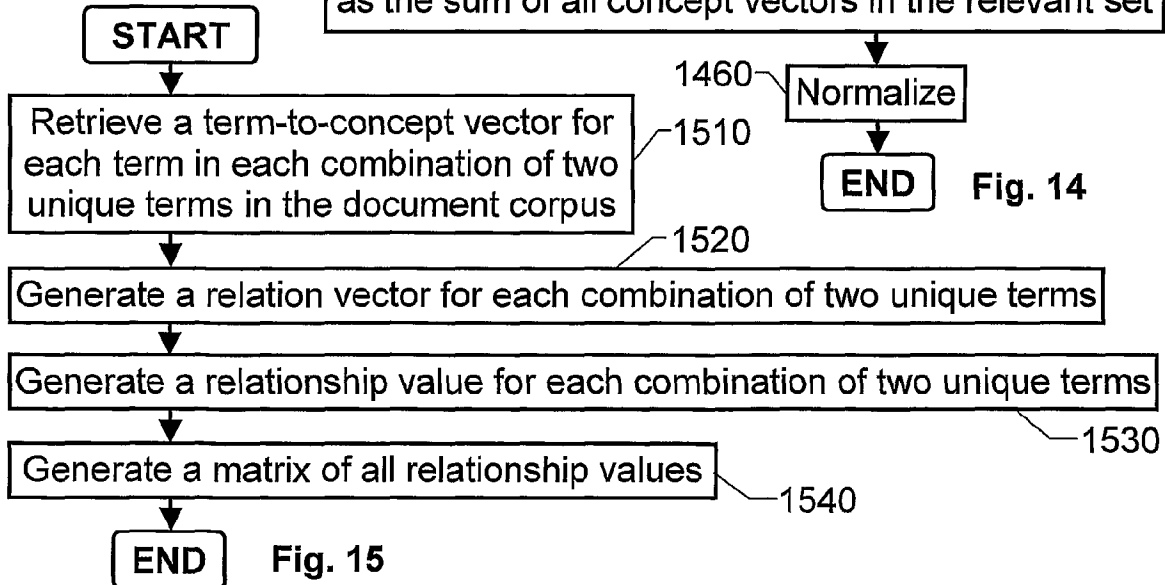 as the sum of all concept vectors in the relevant set
1460
Normalize
END
Fig. 14
START
Retrieve a term-to-concept vector for
each term in each combination of two
unique terms in the document corpus
1510
1520
Generate a relation vector for each combination of two unique terms
Generate a relationship value for each combination of two unique terms
1530
Generate a matrix of all relationship values
1540
END
Fig. 15